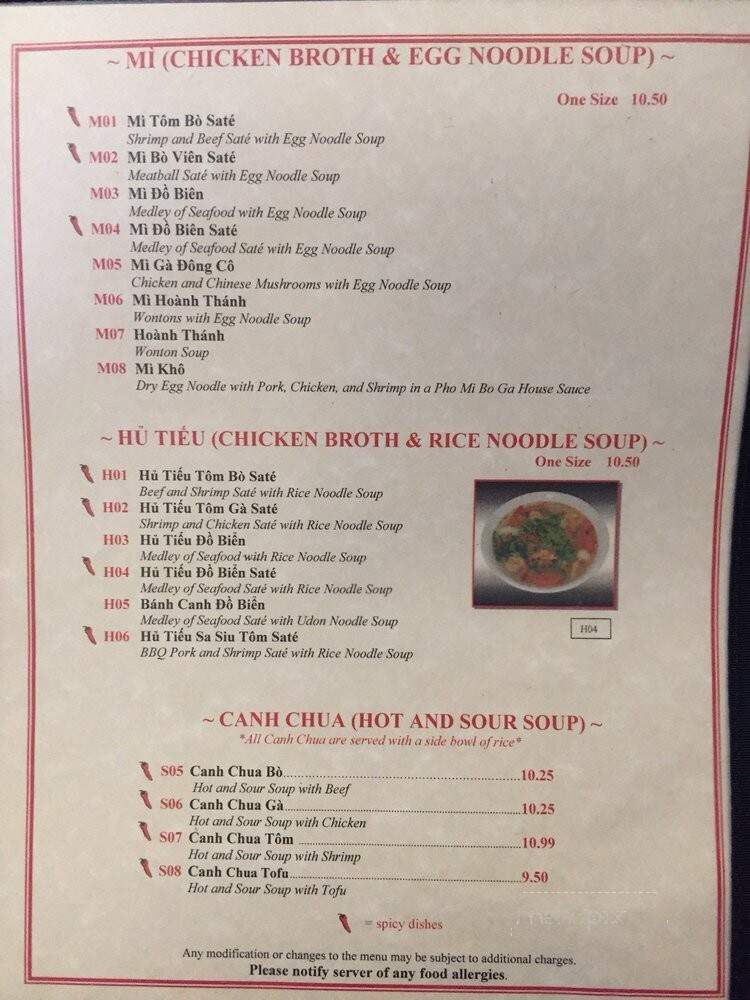 ~ MÌ (CHICKEN BROTH & EGG NOODLE SOUP) ~
One Size 10.50
M01 Mì Tôm Bò Saté
Shrimp and Beef Saté with Egg Noodle Soup
M02 Mì Bò Viên Saté
Meatball Saté with Egg Noodle Soup
M03 Mì Đồ Biên
Medley of Seafood with Egg Noodle Soup
M04 Mì Đồ Biên Saté
Medley of Seafood Saté with Egg Noodle Soup
M05 Mì Gà Đông Cô
Chicken and Chinese Mushrooms with Egg Noodle Soup
M06 Mì Hoành Thánh
Wontons with Egg Noodle Soup
M07 Hoành Thánh
Wonton Soup
M08 Mì Khô
Dry Egg Noodle with Pork, Chicken, and Shrimp in a Pho Mi Bo Ga House Sauce
~ HỦ TIẾU (CHICKEN BROTH & RICE NOODLE SOUP) ~
One Size 10.50
H01 Hủ Tiếu Tôm Bò Saté
Beef and Shrimp Saté with Rice Noodle Soup
H02 Hủ Tiếu Tôm Gà Saté
Shrimp and Chicken Saté with Rice Noodle Soup
H03 Hủ Tiếu Đồ Biển
Medley of Seafood with Rice Noodle Soup
H04 Hủ Tiếu Đồ Biển Saté
Medley of Seafood Saté with Rice Noodle Soup
H05 Bánh Canh Đồ Biển
Medley of Seafood Saté with Udon Noodle Soup
H06 Hủ Tiếu Sa Siu Tôm Saté
BBQ Pork and Shrimp Saté with Rice Noodle Soup
H04
~ CANH CHUA (HOT AND SOUR SOUP) ~
*All Canh Chua are served with a side bowl of rice*
S05 Canh Chua Bò.......................................................10.25
Hot and Sour Soup with Beef
S06 Canh Chua Gà.......................................................10.25
Hot and Sour Soup with Chicken
S07 Canh Chua Tôm .......................................................10.99
Hot and Sour Soup with Shrimp
S08 Canh Chua Tofu.......................................................9.50
Hot and Sour Soup with Tofu
= spicy dishes
Any modification or changes to the menu may be subject to additional charges.
Please notify server of any food allergies.